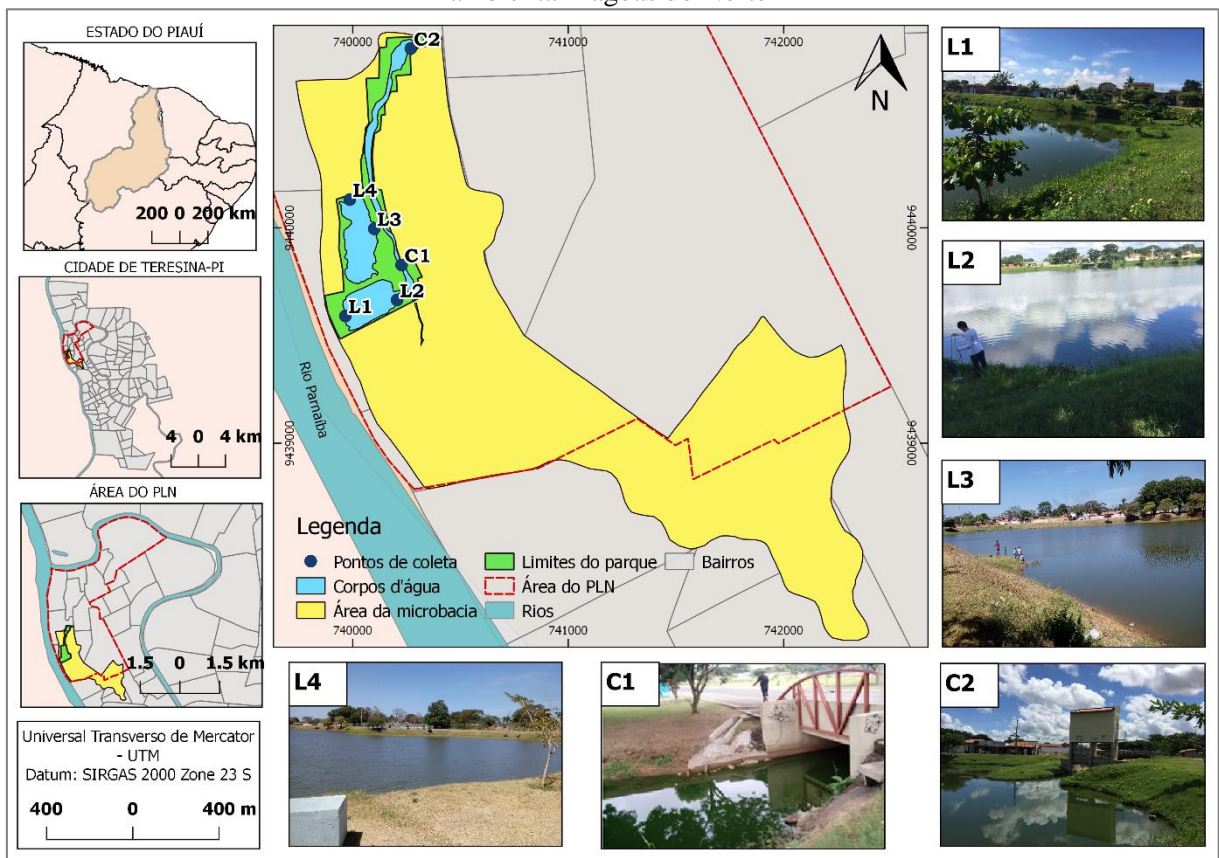 ESTADO DO PIAUÍ
200 0 200 km
CIDADE DE TERESINA-PI
4 0 4 km
ÁREA DO PLN
1.5 0 1.5 km
Universal Transverso de Mercator
- UTM
Datum: SIRGAS 2000 Zone 23 S
400 0 400 m
740000 741000 742000
C2
N
L4
L3
C1
L2
L1
9440000
9440000
9439000
9439000
Rio Parnaíba
Legenda
Pontos de coleta
Corpos d'água
Área da microbacia
Limites do parque
Área do PLN
Rios
Bairros
740000 741000 742000
L1
L2
L3
L4
C1
C2